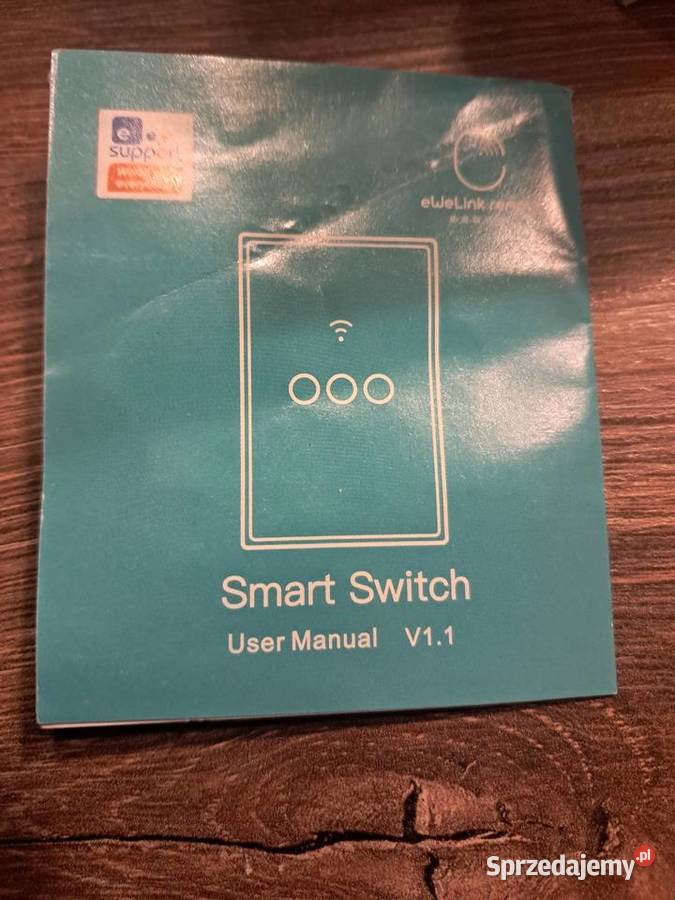 e
support
eWeLink
Smart Switch
User Manual V1.1
Sprzedajemy.pl